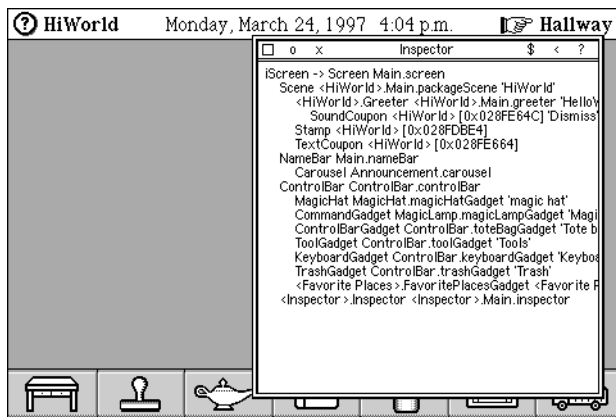 ? HiWorld Monday, March 24, 1997 4:04 p.m. Hallway
o x Inspector $ < ?
iScreen -> Screen Main.screen
Scene <HiWorld>.Main.packageScene 'HiWorld'
<HiWorld>.Greeter <HiWorld>.Main.greeter 'HelloW
SoundCoupon <HiWorld> [0x028FE64C] 'Dismiss'
Stamp <HiWorld> [0x028FDBE4]
TextCoupon <HiWorld> [0x028FE664]
NameBar Main.nameBar
Carousel Announcement.carousel
ControlBar ControlBar.controlBar
MagicHat MagicHat.magicHatGadget 'magic hat'
CommandGadget MagicLamp.magicLampGadget 'Magi
ControlBarGadget ControlBar.toteBagGadget 'Tote b
ToolGadget ControlBar.toolGadget 'Tools'
KeyboardGadget ControlBar.keyboardGadget 'Keyboa
TrashGadget ControlBar.trashGadget 'Trash'
<Favorite Places>.FavoritePlacesGadget <Favorite P
<Inspector>.Inspector <Inspector>.Main.inspector